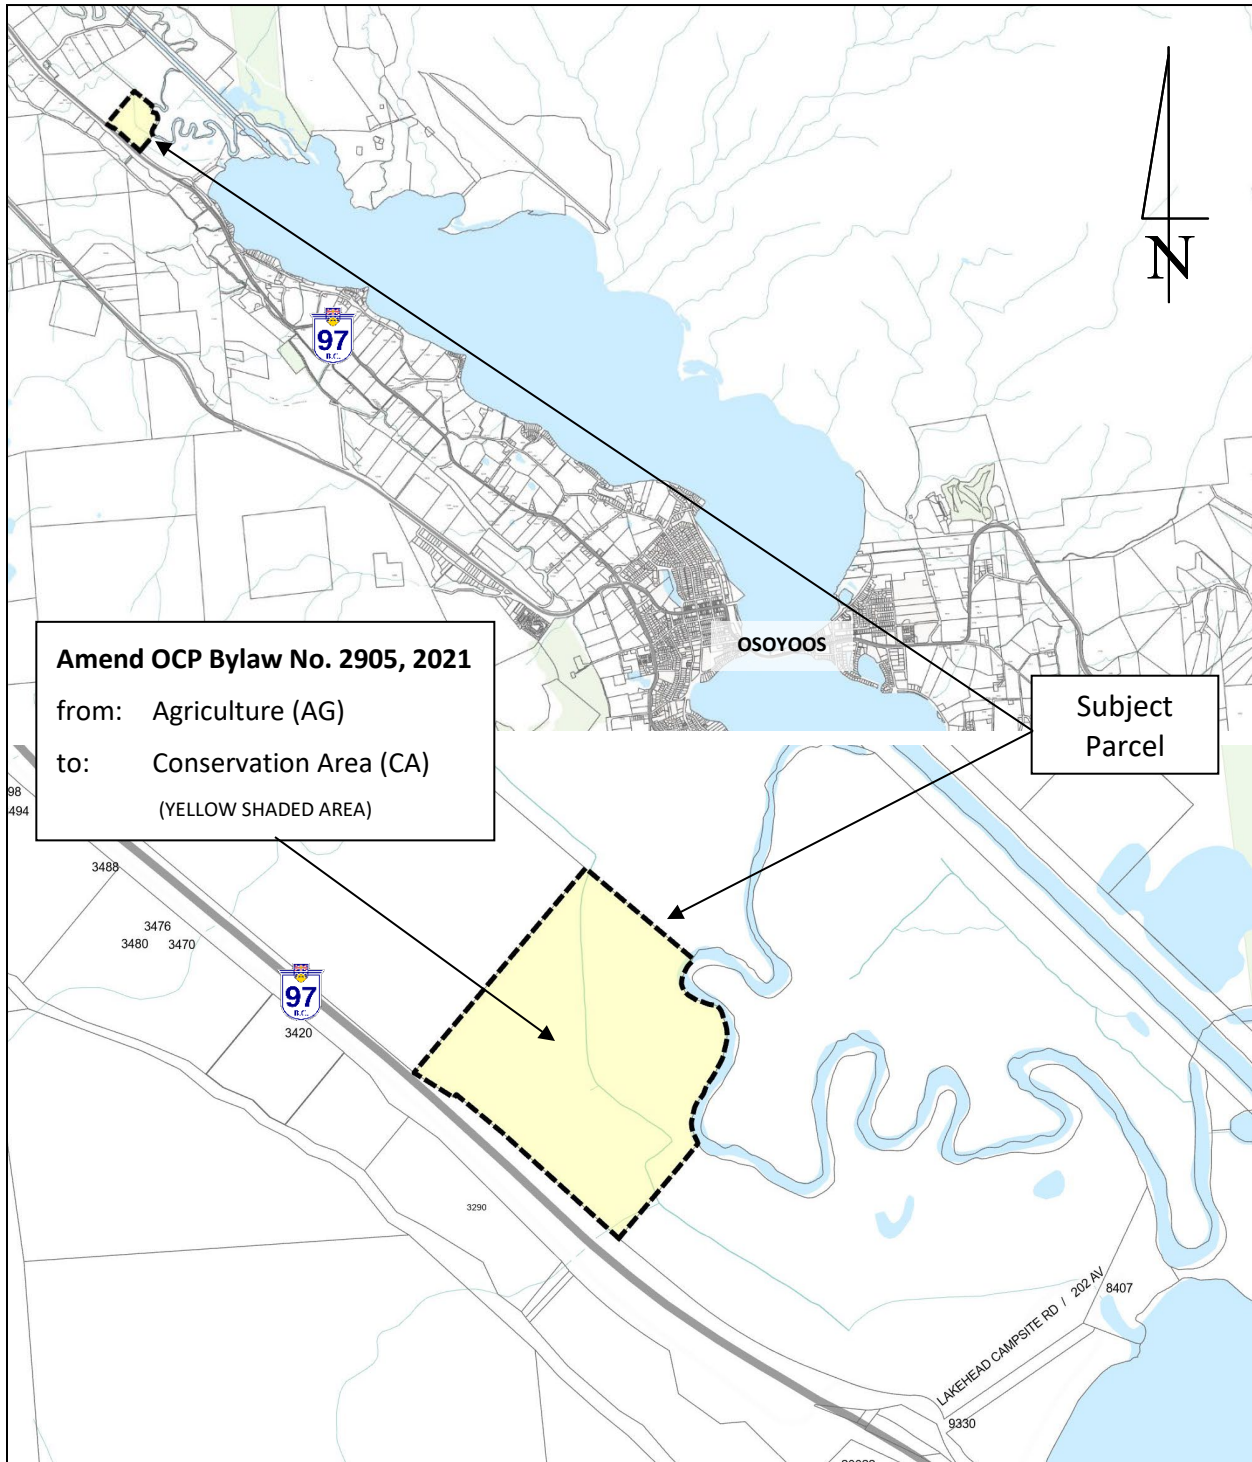 N
97
B.C.
OSOYOOS
Amend OCP Bylaw No. 2905, 2021
from: Agriculture (AG)
to: Conservation Area (CA)
(YELLOW SHADED AREA)
Subject
Parcel
98
494
3488
3476
3480 3470
97
B.C.
3420
3290
LAKEHEAD CAMPSITE RD / 202 AV
8407
9330